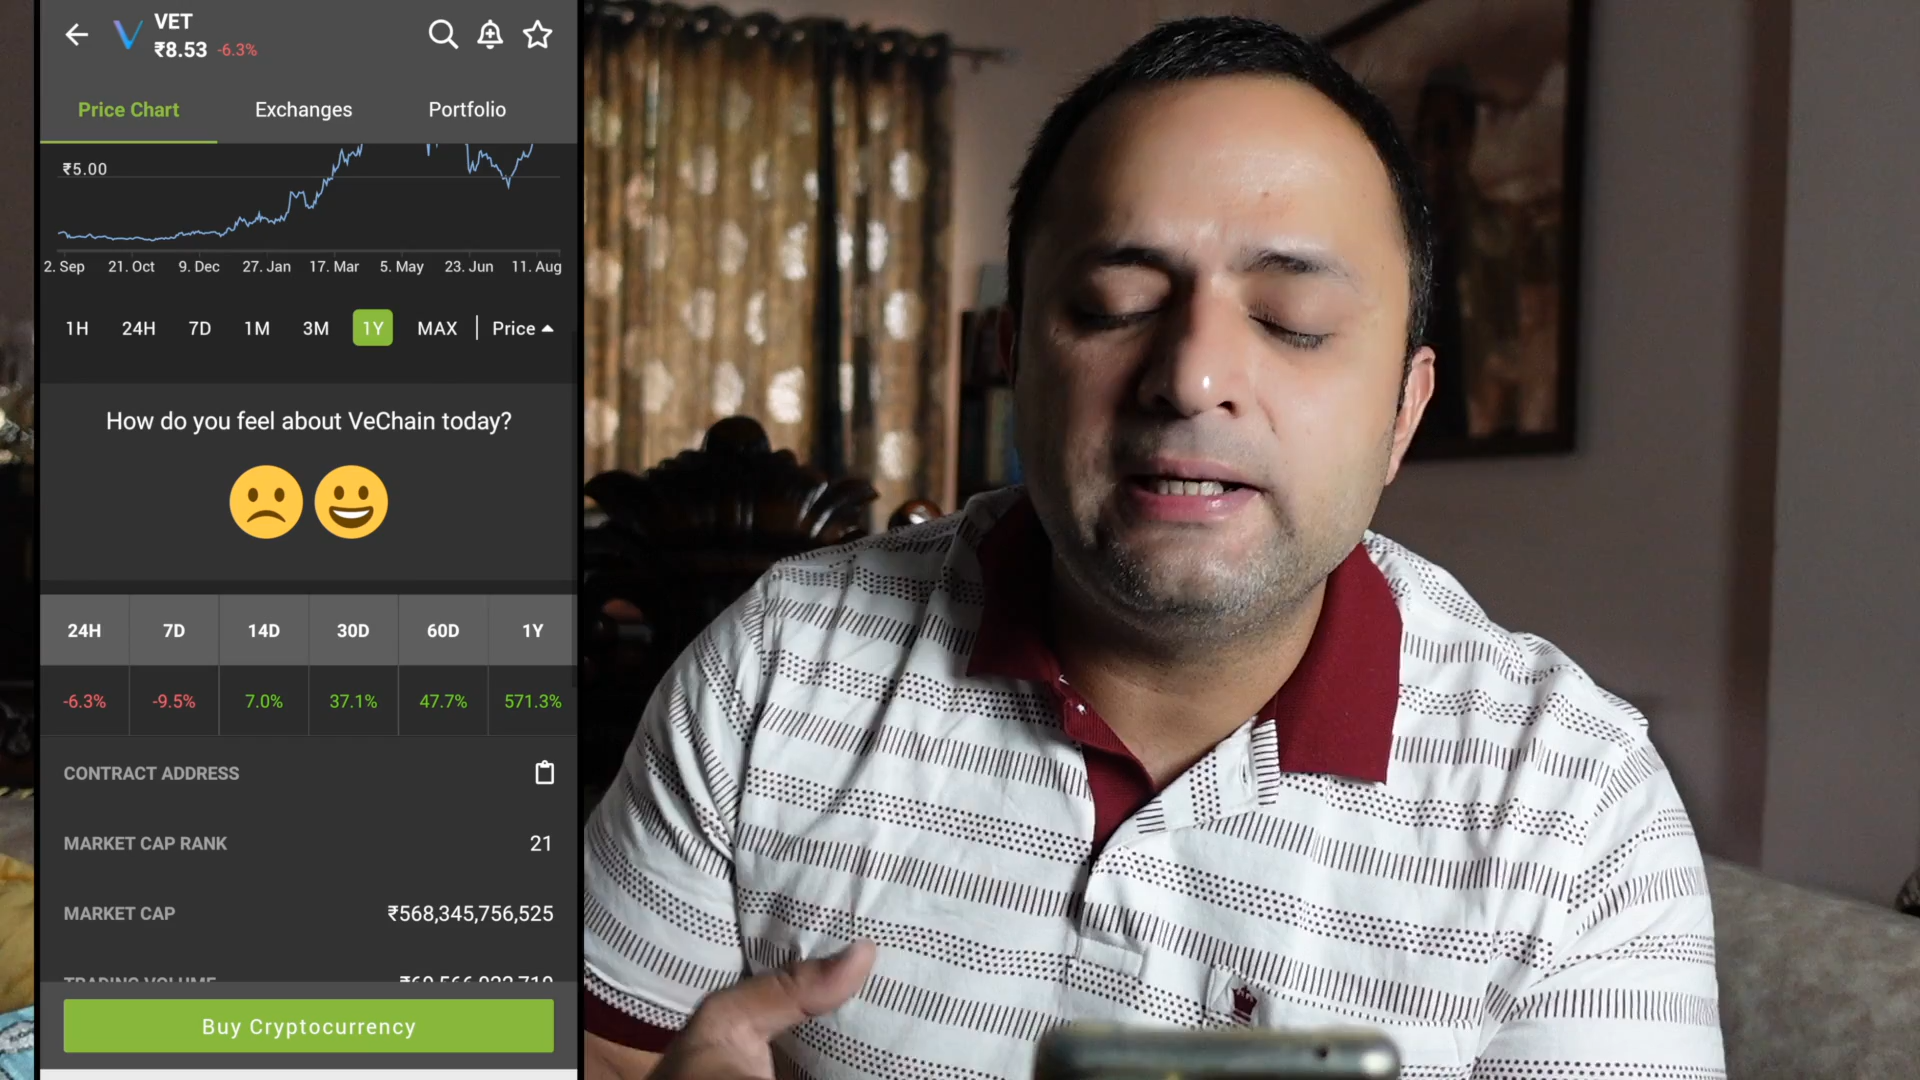 VET
₹8.53 -6.3%
Price Chart Exchanges Portfolio
₹5.00
2. Sep 21. Oct 9. Dec 27. Jan 17. Mar 5. May 23. Jun 11. Aug
1H 24H 7D 1M 3M 1Y MAX Price
How do you feel about VeChain today?
24H 7D 14D 30D 60D 1Y
-6.3% -9.5% 7.0% 37.1% 47.7% 571.3%
CONTRACT ADDRESS
MARKET CAP RANK 21
MARKET CAP ₹568,345,756,525
TRADING VOLUME
Buy Cryptocurrency